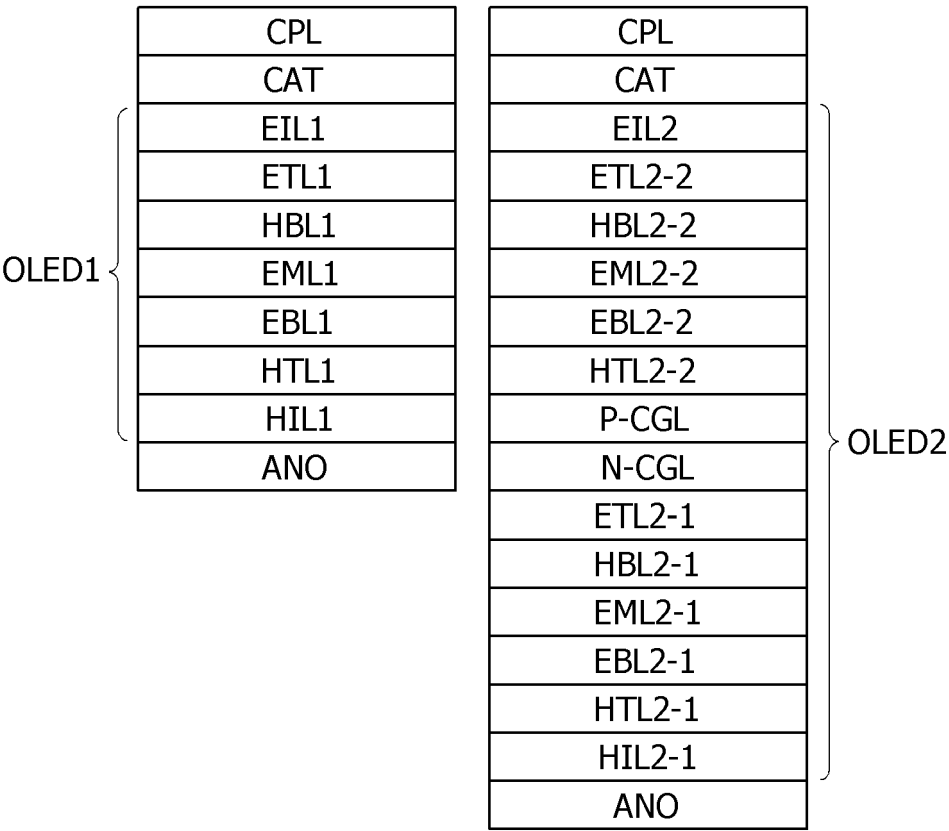 CPL
CAT
EIL1
ETL1
HBL1
EML1
EBL1
HTL1
HIL1
ANO
OLED1
CPL
CAT
EIL2
ETL2-2
HBL2-2
EML2-2
EBL2-2
HTL2-2
P-CGL
N-CGL
ETL2-1
HBL2-1
EML2-1
EBL2-1
HTL2-1
HIL2-1
ANO
OLED2